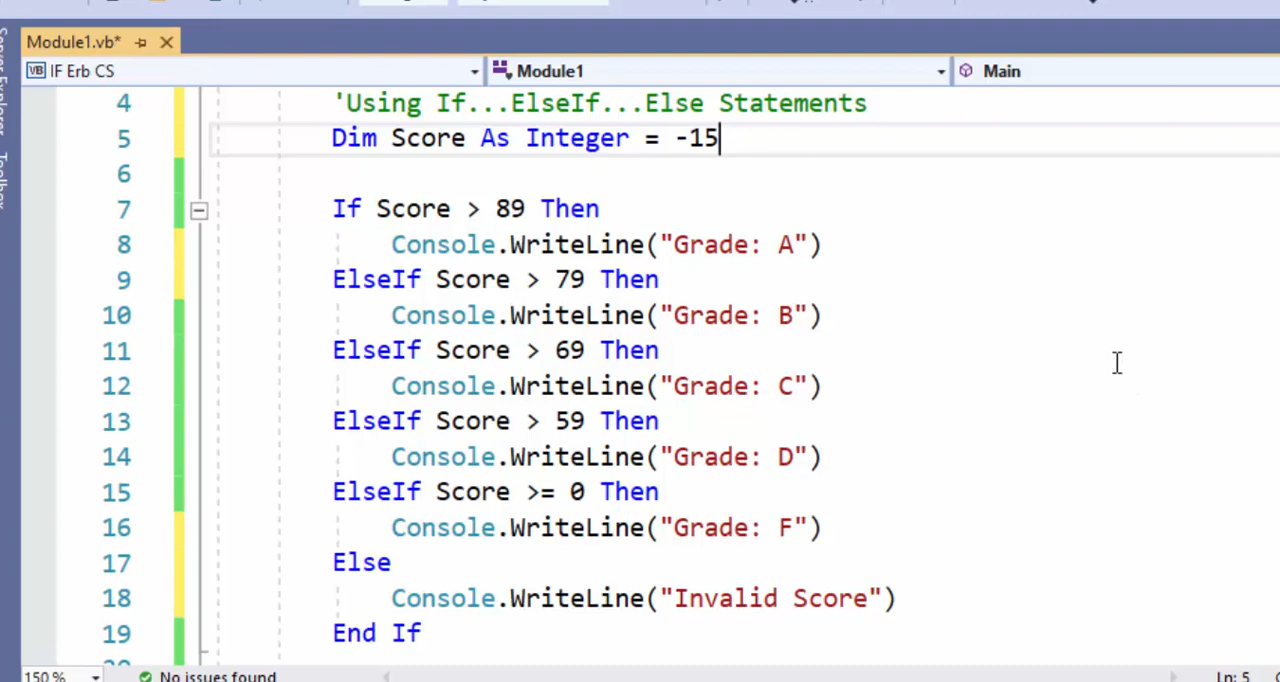 Module1.vb*
VB IF Erb CS
Module1
Main
Server Explorer
Toolbox
4 'Using If...ElseIf...Else Statements
5 Dim Score As Integer = -15
6
7 If Score > 89 Then
8 Console.WriteLine("Grade: A")
9 ElseIf Score > 79 Then
10 Console.WriteLine("Grade: B")
11 ElseIf Score > 69 Then
12 Console.WriteLine("Grade: C")
13 ElseIf Score > 59 Then
14 Console.WriteLine("Grade: D")
15 ElseIf Score >= 0 Then
16 Console.WriteLine("Grade: F")
17 Else
18 Console.WriteLine("Invalid Score")
19 End If
150 %
No issues found
Ln: 5